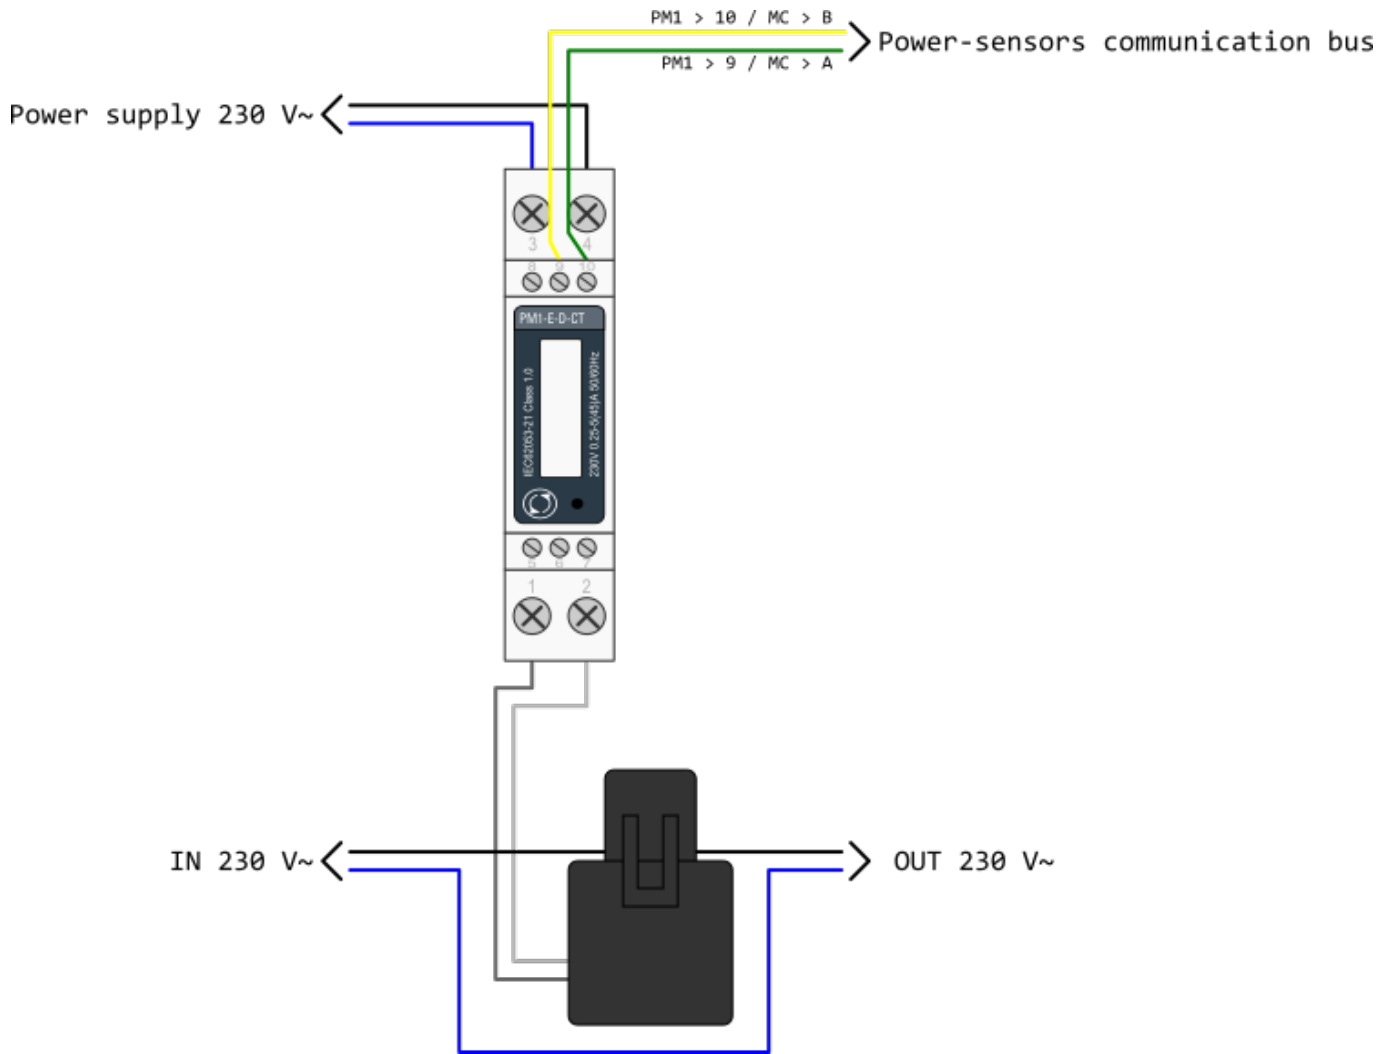 PM1 > 10 / MC > B
Power-sensors communication bus
PM1 > 9 / MC > A
Power supply 230 V~
3 4
8 9 10
PM1-E-D-CT
IEC62053-21 Class 1.0
230V 0.25-5(45)A 50/60Hz
5 6 7
1 2
IN 230 V~
OUT 230 V~